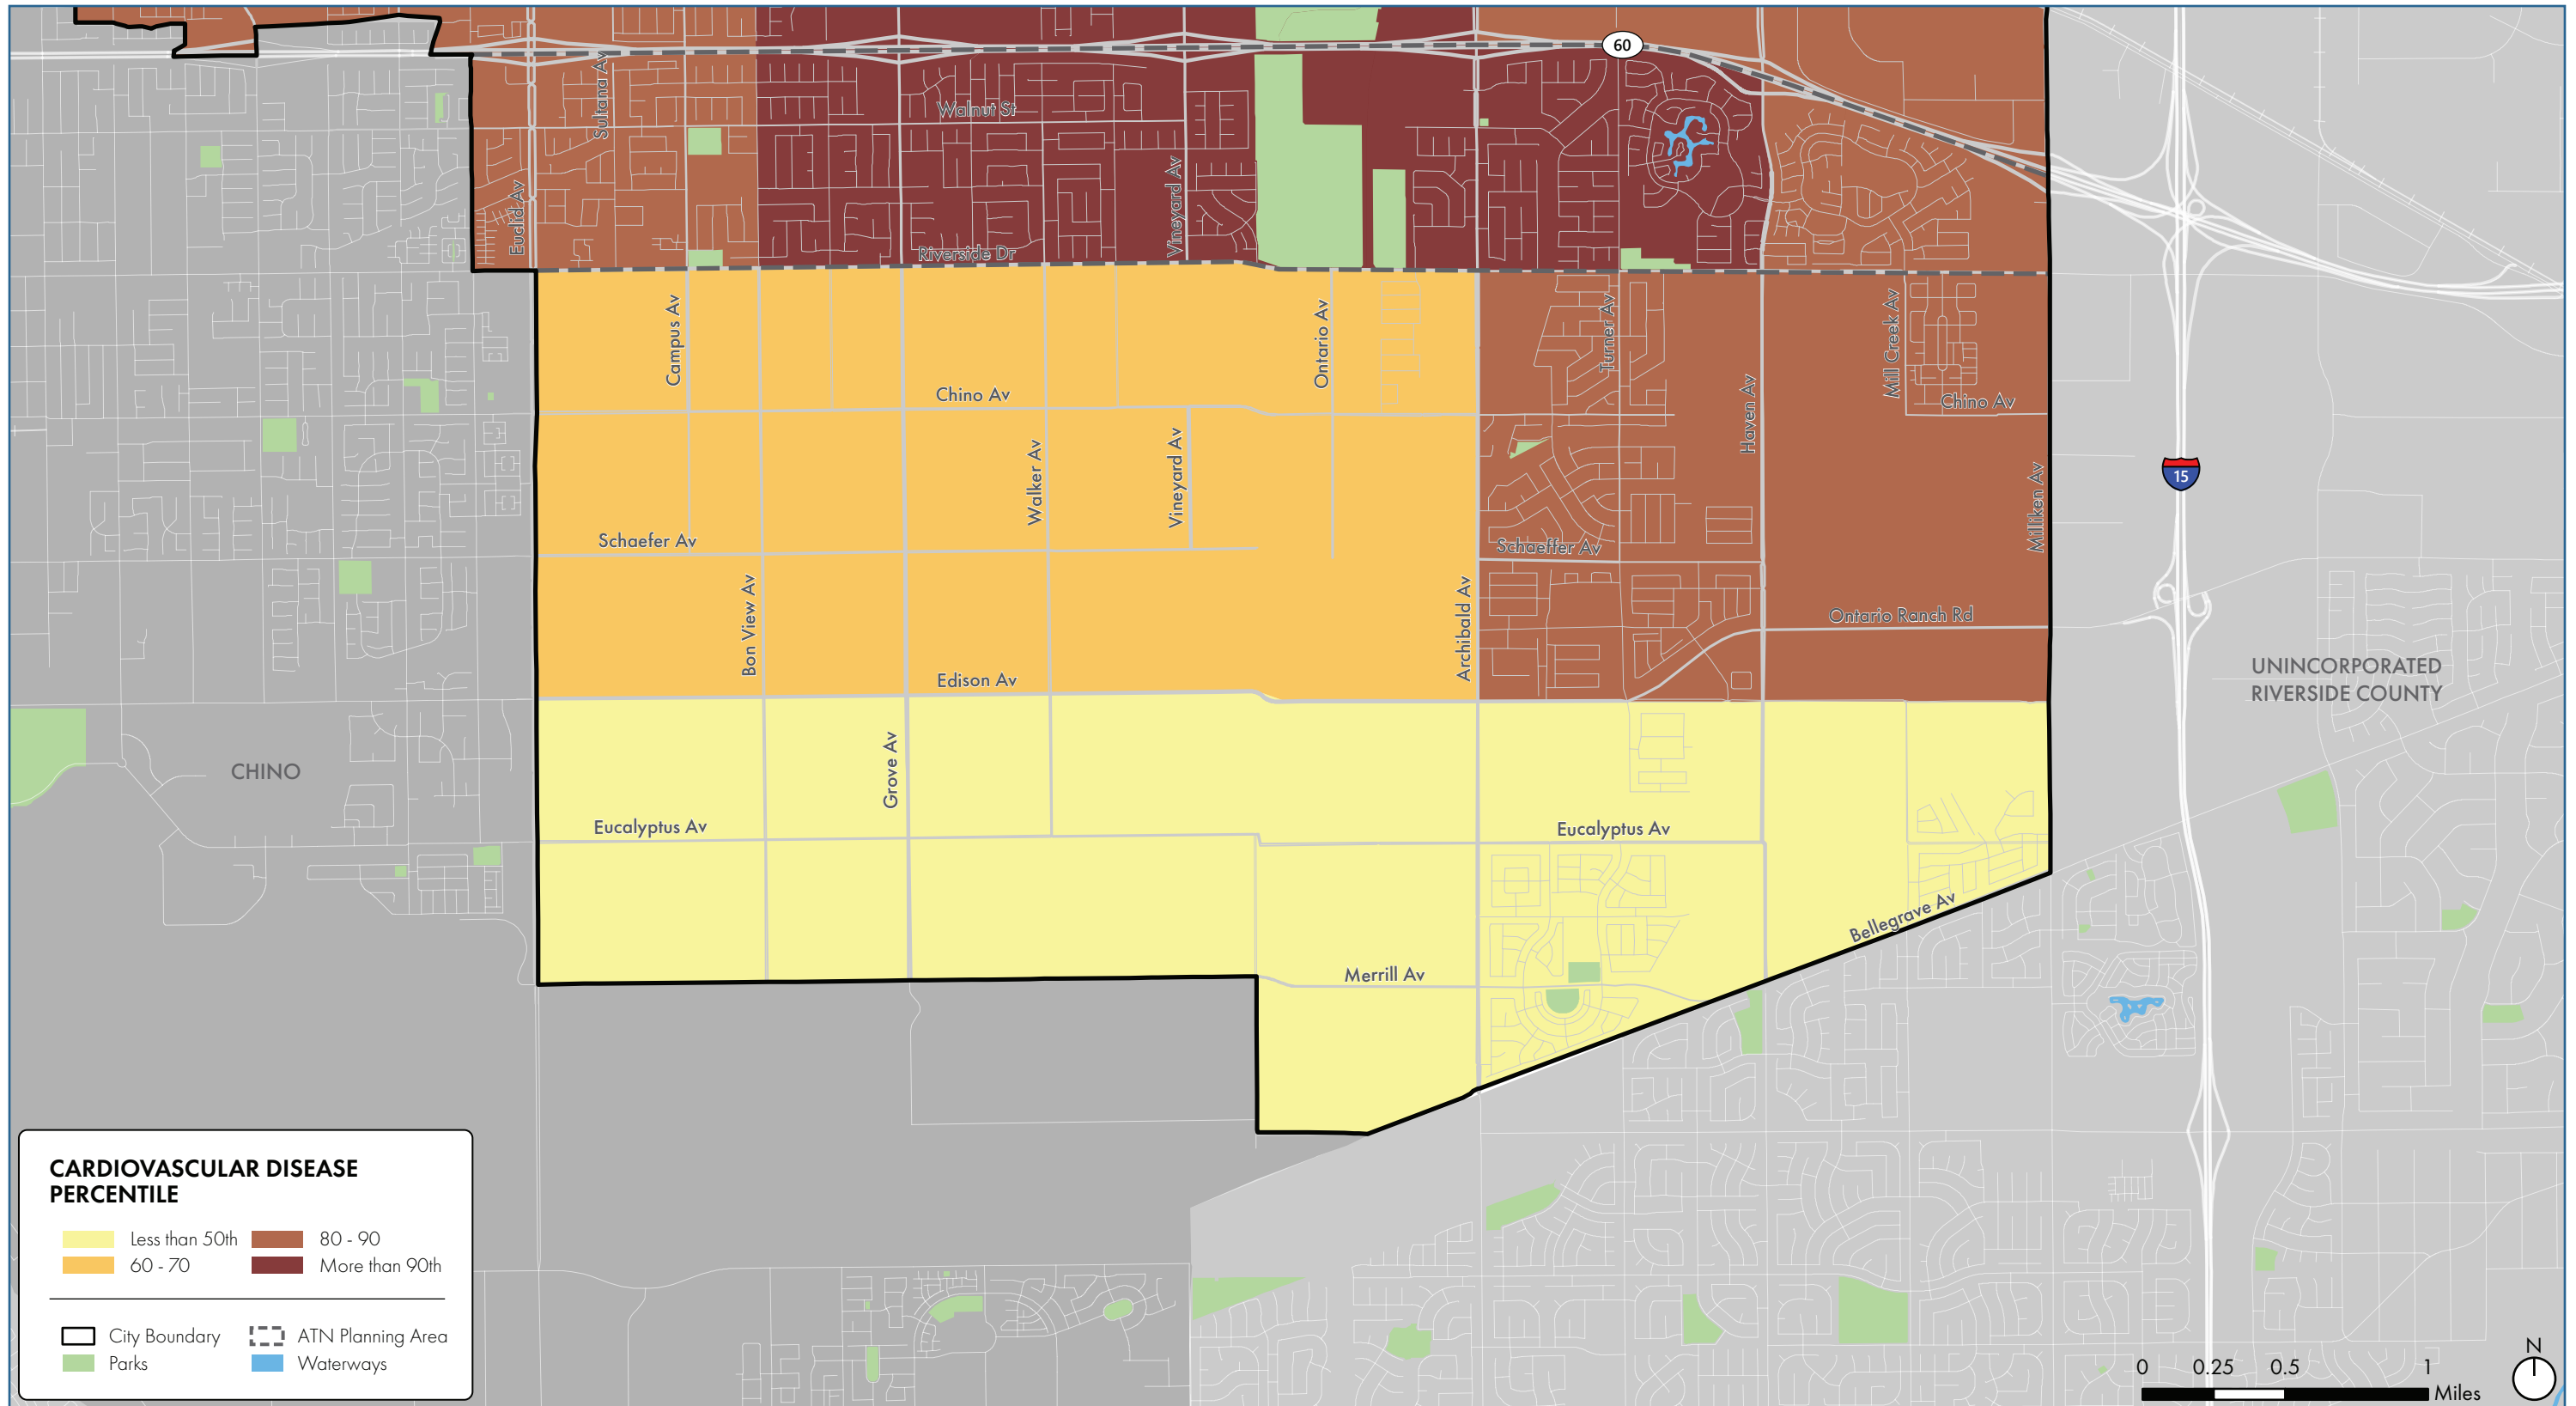 60
Sultana Av
Walnut St
Euclid Av
Vineyard Av
Riverside Dr
Campus Av
Ontario Av
Turner Av
Mill Creek Av
Chino Av
Chino Av
Haven Av
Walker Av
Vineyard Av
Milliken Av
15
Schaefer Av
Schaeffer Av
Bon View Av
Archibald Av
Ontario Ranch Rd
Edison Av
UNINCORPORATED
RIVERSIDE COUNTY
CHINO
Grove Av
Eucalyptus Av
Eucalyptus Av
Bellegrave Av
Merrill Av
CARDIOVASCULAR DISEASE
PERCENTILE
Less than 50th
80 - 90
60 - 70
More than 90th
City Boundary
ATN Planning Area
Parks
Waterways
N
0 0.25 0.5 1
Miles